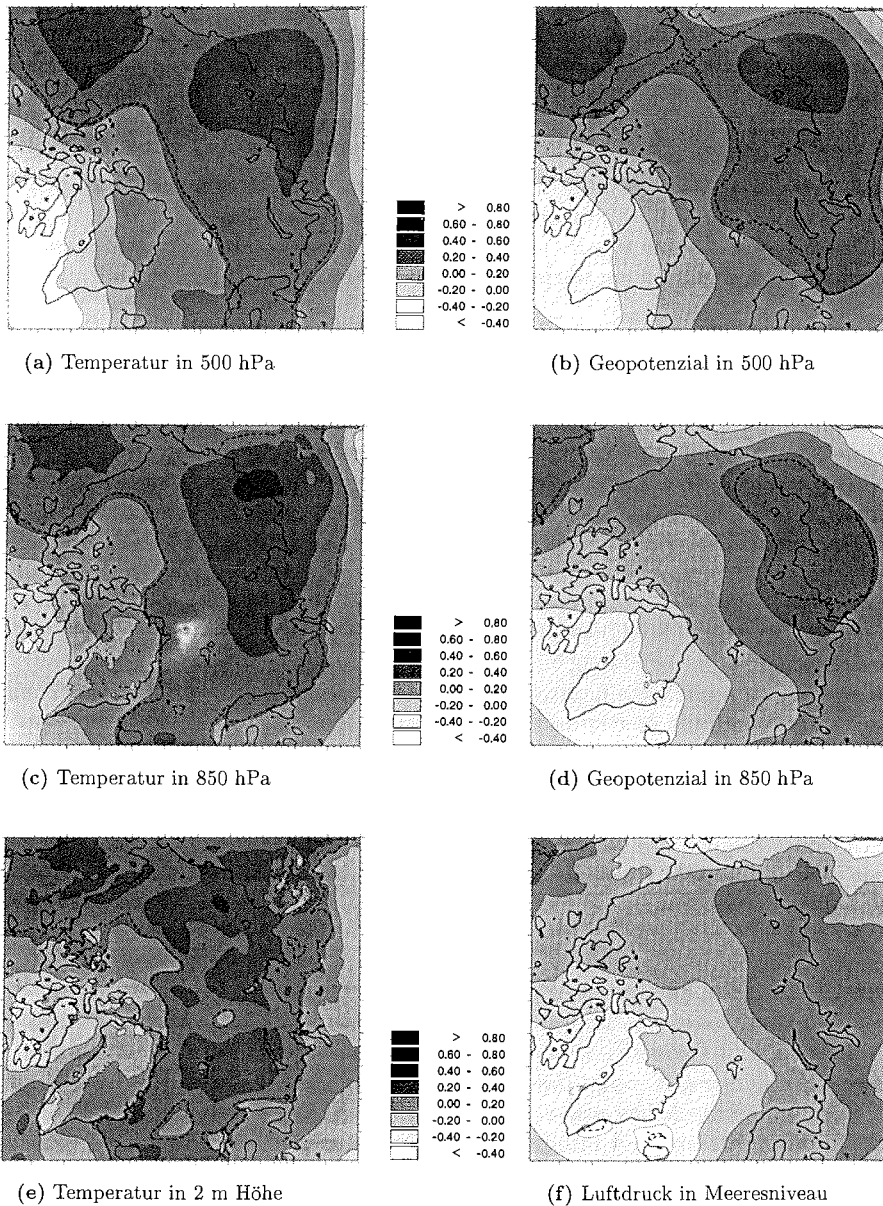 > 0.80
0.60 - 0.80
0.40 - 0.60
0.20 - 0.40
0.00 - 0.20
-0.20 - 0.00
-0.40 - -0.20
< -0.40
(a) Temperatur in 500 hPa
(b) Geopotenzial in 500 hPa
> 0.80
0.60 - 0.80
0.40 - 0.60
0.20 - 0.40
0.00 - 0.20
-0.20 - 0.00
-0.40 - -0.20
< -0.40
(c) Temperatur in 850 hPa
(d) Geopotenzial in 850 hPa
> 0.80
0.60 - 0.80
0.40 - 0.60
0.20 - 0.40
0.00 - 0.20
-0.20 - 0.00
-0.40 - -0.20
< -0.40
(e) Temperatur in 2 m Höhe
(f) Luftdruck in Meeresniveau